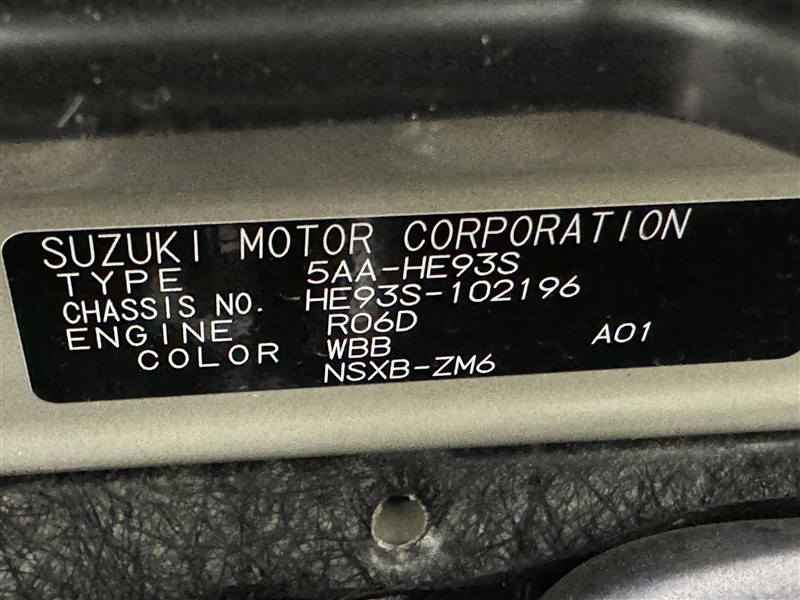 SUZUKI MOTOR CORPORATION
TYPE 5AA-HE93S
CHASSIS NO. HE93S-102196
ENGINE R06D
COLOR WBB A01
NSXB-ZM6